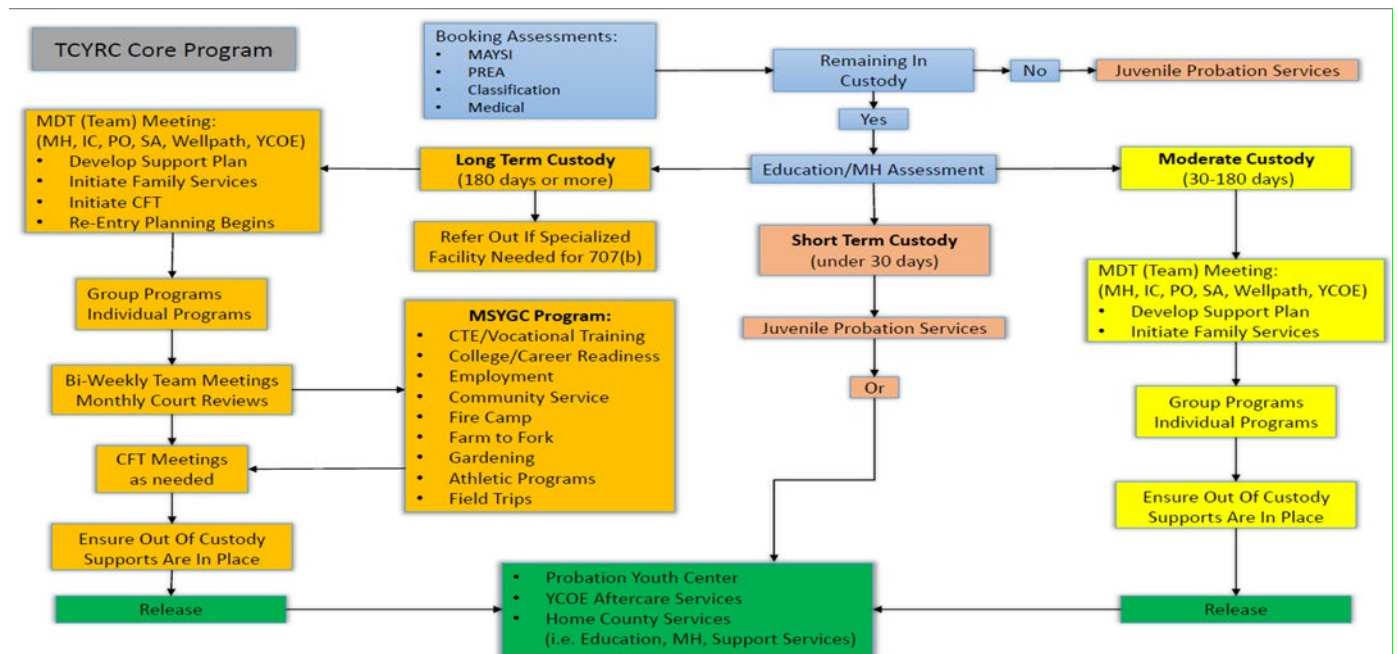 TCYRC Core Program
Booking Assessments:
• MAYSI
• PREA
• Classification
• Medical
Remaining In
Custody
No
Juvenile Probation Services
Yes
Education/MH Assessment
Long Term Custody
(180 days or more)
Refer Out If Specialized
Facility Needed for 707(b)
MDT (Team) Meeting:
(MH, IC, PO, SA, Wellpath, YCOE)
• Develop Support Plan
• Initiate Family Services
• Initiate CFT
• Re-Entry Planning Begins
Group Programs
Individual Programs
Bi-Weekly Team Meetings
Monthly Court Reviews
MSYGC Program:
• CTE/Vocational Training
• College/Career Readiness
• Employment
• Community Service
• Fire Camp
• Farm to Fork
• Gardening
• Athletic Programs
• Field Trips
CFT Meetings
as needed
Ensure Out Of Custody
Supports Are In Place
Release
Short Term Custody
(under 30 days)
Juvenile Probation Services
Or
Moderate Custody
(30-180 days)
MDT (Team) Meeting:
(MH, IC, PO, SA, Wellpath, YCOE)
• Develop Support Plan
• Initiate Family Services
Group Programs
Individual Programs
Ensure Out Of Custody
Supports Are In Place
Release
• Probation Youth Center
• YCOE Aftercare Services
• Home County Services
(i.e. Education, MH, Support Services)